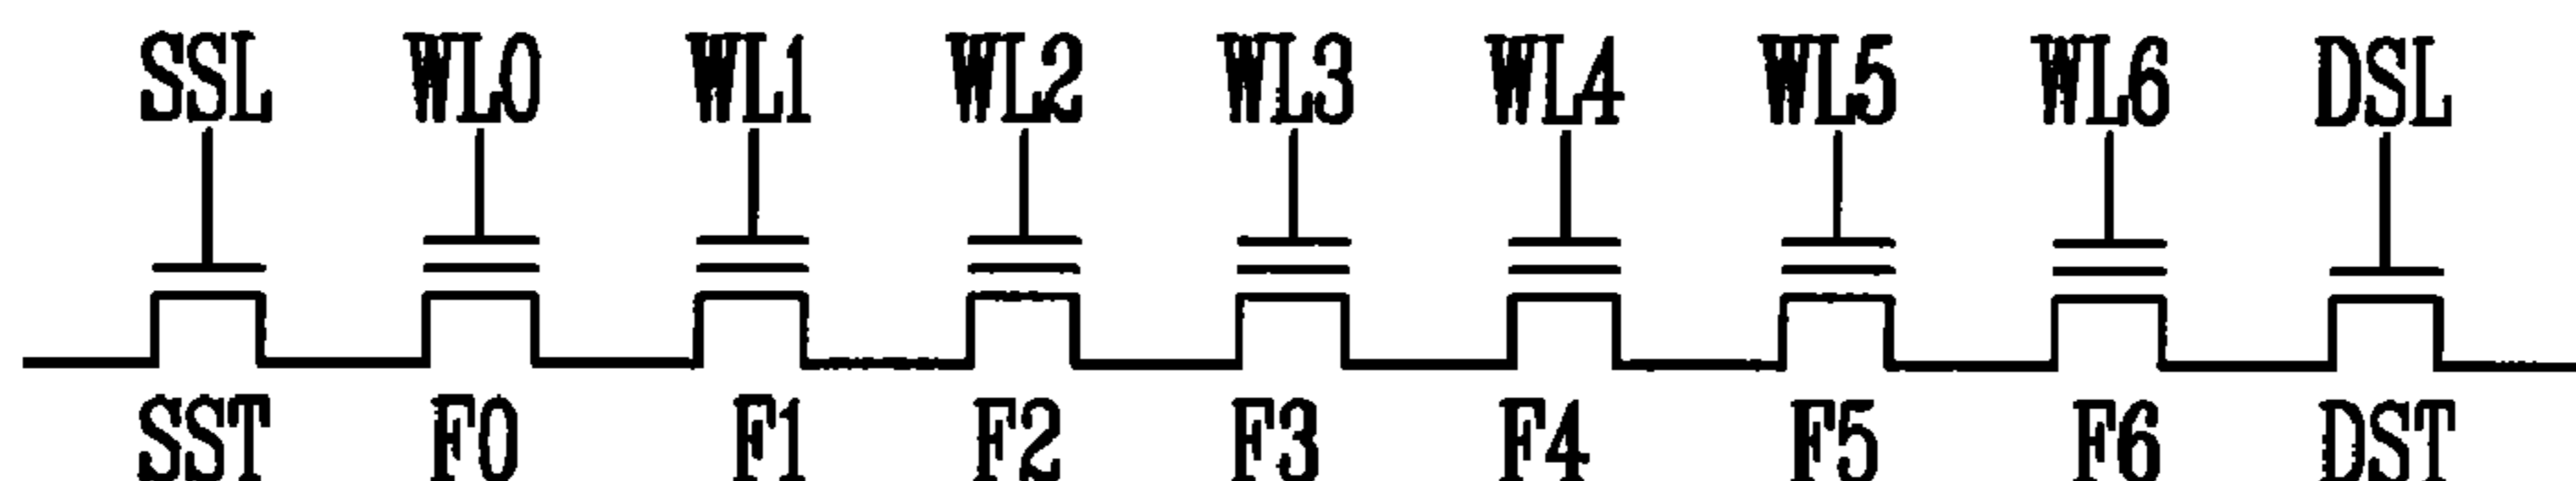 SSL WL0 WL1 WL2 WL3 WL4 WL5 WL6 DSL
SST F0 F1 F2 F3 F4 F5 F6 DST